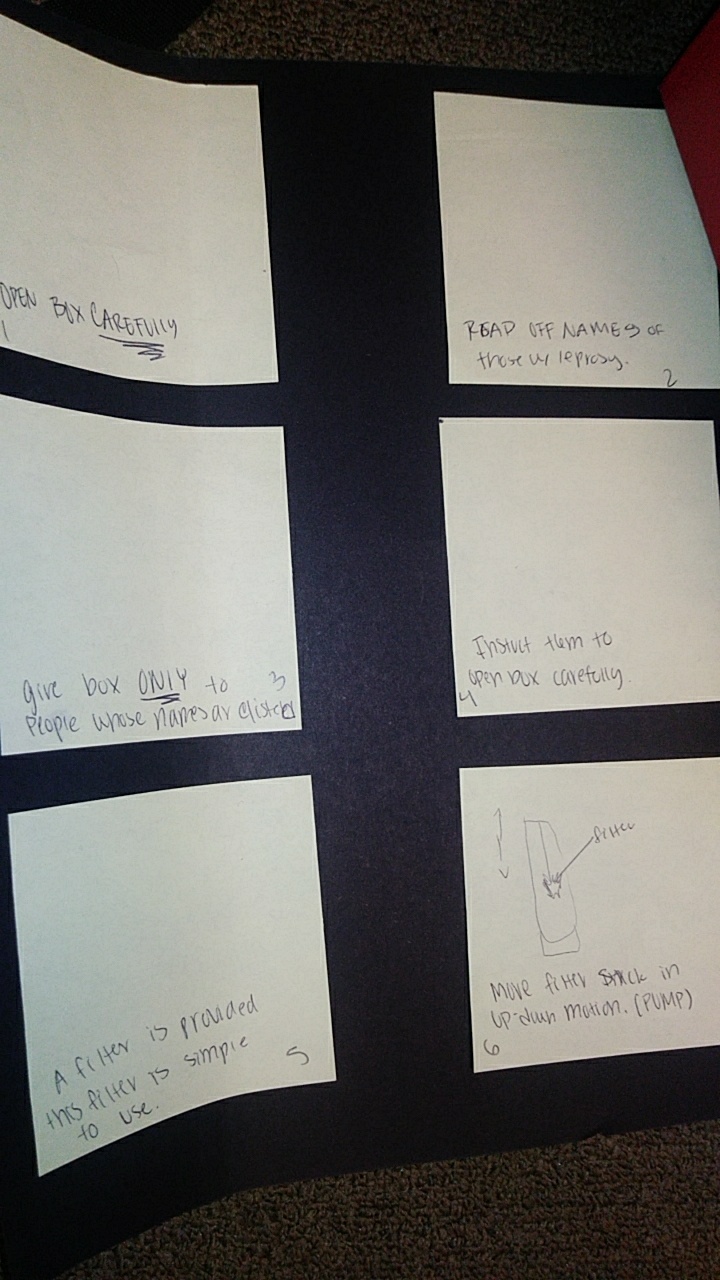 OPEN BOX CAREFULLY
1
READ OFF NAMES OF
those w/ leprosy.
2
Give box ONLY to 3
People whose names are listed
Instuct them to
open box carefully.
4
A filter is provided
this filter is simple
to use.
5
filter
Move filter stick in
up-down motion. (PUMP)
6